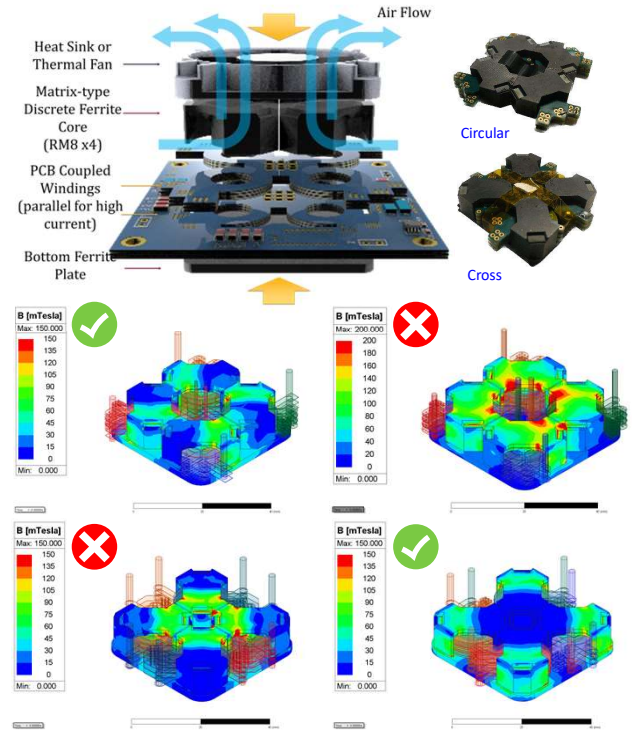 Air Flow
Heat Sink or
Thermal Fan
Matrix-type
Discrete Ferrite
Core
(RM8 x4)
PCB Coupled
Windings
(parallel for high
current)
Bottom Ferrite
Plate
Circular
Cross
B [mTesla]
Max: 150.000
150
135
120
105
90
75
60
45
30
15
0
Min: 0.000
B [mTesla]
Max: 200.000
200
180
160
140
120
100
80
60
40
20
0
Min: 0.000
B [mTesla]
Max: 150.000
150
135
120
105
90
75
60
45
30
15
0
Min: 0.000
B [mTesla]
Max: 150.000
150
135
120
105
90
75
60
45
30
15
0
Min: 0.000